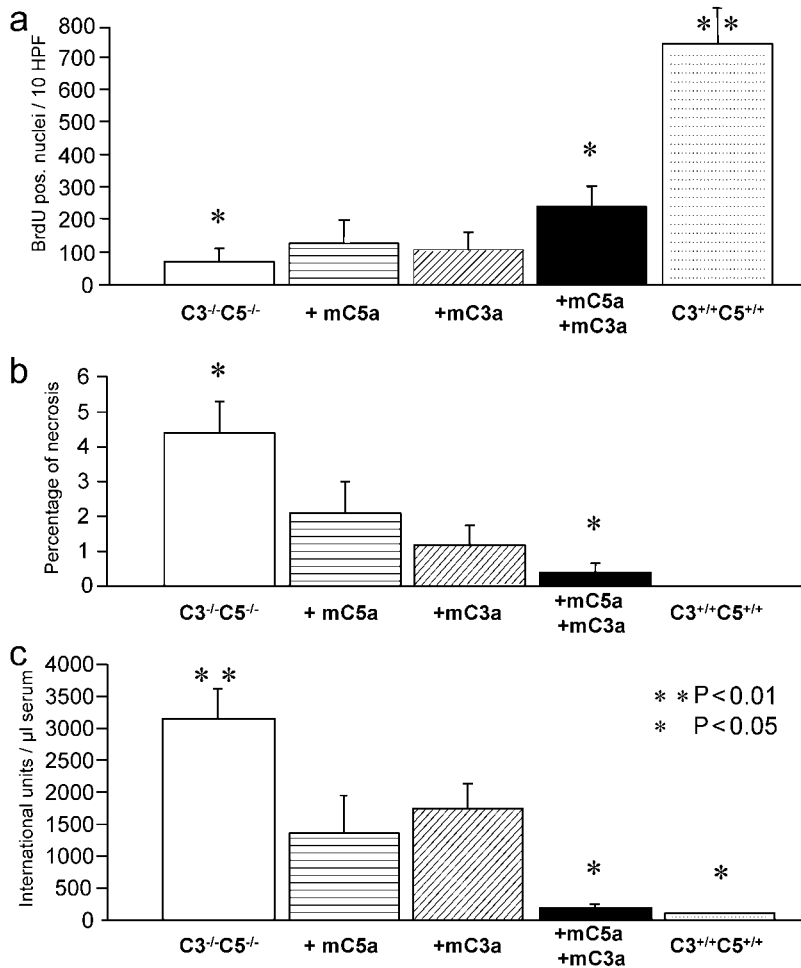 a
BrdU pos. nuclei / 10 HPF
800
700
600
500
400
300
200
100
0
*
*
* *
C3-/-C5-/-
+ mC5a
+mC3a
+mC5a
+mC3a
C3+/+C5+/+
b
Percentage of necrosis
6
5
4
3
2
1
0
*
*
C3-/-C5-/-
+ mC5a
+mC3a
+mC5a
+mC3a
C3+/+C5+/+
c
International units / µl serum
4000
3500
3000
2500
2000
1500
1000
500
0
* *
*
*
* * P<0.01
* P<0.05
C3-/-C5-/-
+ mC5a
+mC3a
+mC5a
+mC3a
C3+/+C5+/+